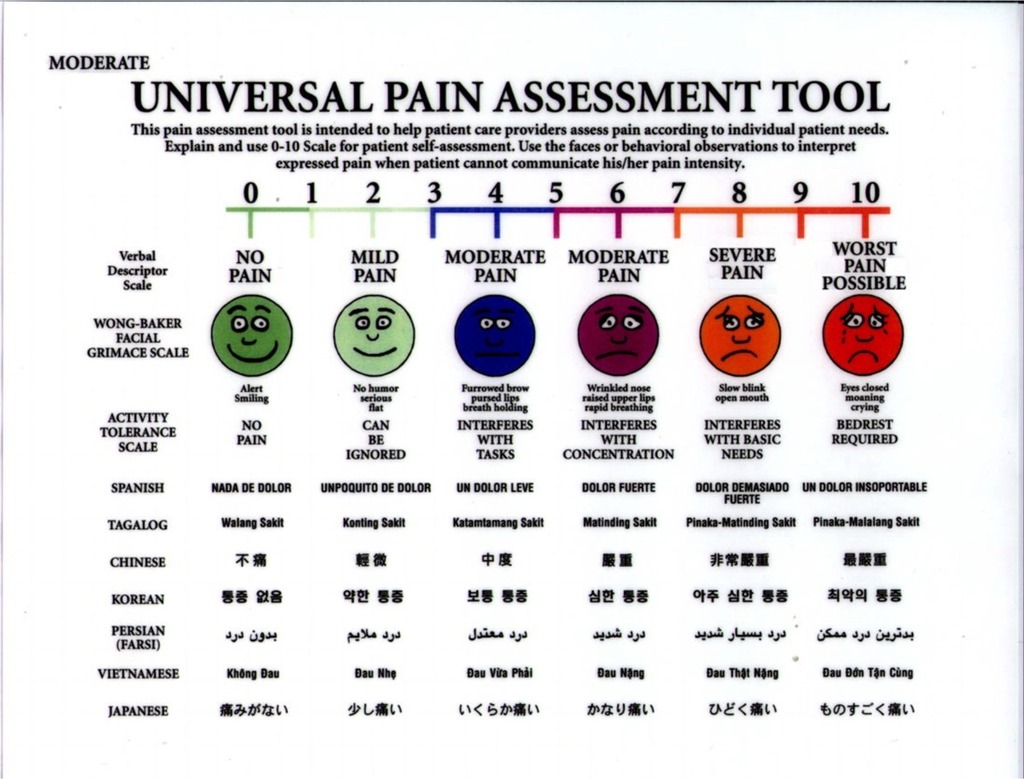 MODERATE
UNIVERSAL PAIN ASSESSMENT TOOL
This pain assessment tool is intended to help patient care providers assess pain according to individual patient needs.
Explain and use 0-10 Scale for patient self-assessment. Use the faces or behavioral observations to interpret
expressed pain when patient cannot communicate his/her pain intensity.
0 1 2 3 4 5 6 7 8 9 10
Verbal
Descriptor
Scale
NO
PAIN
MILD
PAIN
MODERATE
PAIN
MODERATE
PAIN
SEVERE
PAIN
WORST
PAIN
POSSIBLE
WONG-BAKER
FACIAL
GRIMACE SCALE
Alert
Smiling
No humor
serious
flat
Furrowed brow
pursed lips
breath holding
Wrinkled nose
raised upper lips
rapid breathing
Slow blink
open mouth
Eyes closed
moaning
crying
ACTIVITY
TOLERANCE
SCALE
NO
PAIN
CAN
BE
IGNORED
INTERFERES
WITH
TASKS
INTERFERES
WITH
CONCENTRATION
INTERFERES
WITH BASIC
NEEDS
BEDREST
REQUIRED
SPANISH
NADA DE DOLOR
UNPOQUITO DE DOLOR
UN DOLOR LEVE
DOLOR FUERTE
DOLOR DEMASIADO
FUERTE
UN DOLOR INSOPORTABLE
TAGALOG
Walang Sakit
Konting Sakit
Katamtamang Sakit
Matinding Sakit
Pinaka-Matinding Sakit
Pinaka-Malalang Sakit
CHINESE
不痛
輕微
中度
嚴重
非常嚴重
最嚴重
KOREAN
통증 없음
약한 통증
보통 통증
심한 통증
아주 심한 통증
최악의 통증
PERSIAN
(FARSI)
بدون درد
درد ملایم
درد معتدل
درد شدید
درد بسیار شدید
بدترین درد ممکن
VIETNAMESE
Không Đau
Đau Nhẹ
Đau Vừa Phải
Đau Nặng
Đau Thật Nặng
Đau Đớn Tận Cùng
JAPANESE
痛みがない
少し痛い
いくらか痛い
かなり痛い
ひどく痛い
ものすごく痛い